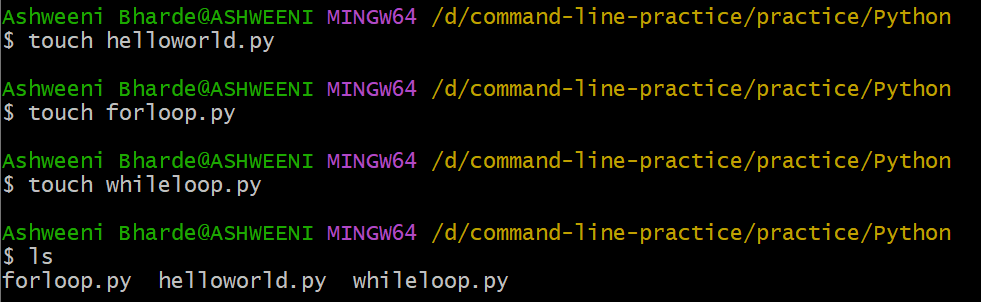 Ashweeni Bharde@ASHWEENI MINGW64 /d/command-line-practice/practice/Python
$ touch helloworld.py
Ashweeni Bharde@ASHWEENI MINGW64 /d/command-line-practice/practice/Python
$ touch forloop.py
Ashweeni Bharde@ASHWEENI MINGW64 /d/command-line-practice/practice/Python
$ touch whileloop.py
Ashweeni Bharde@ASHWEENI MINGW64 /d/command-line-practice/practice/Python
$ ls
forloop.py  helloworld.py  whileloop.py